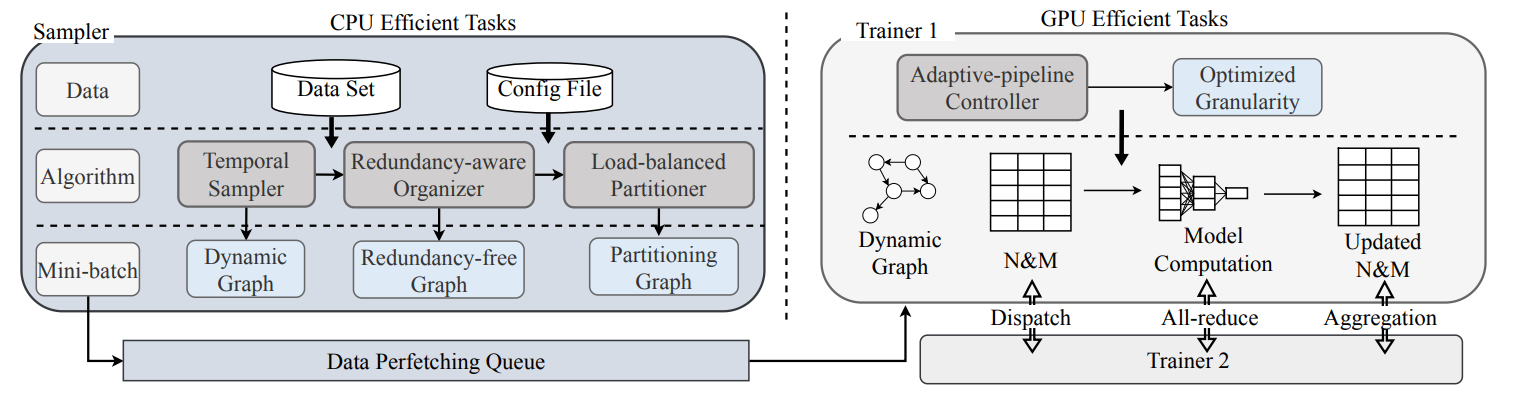 CPU Efficient Tasks
GPU Efficient Tasks
Sampler
Data
Data Set
Config File
Algorithm
Temporal
Sampler
Redundancy-aware
Organizer
Load-balanced
Partitioner
Mini-batch
Dynamic
Graph
Redundancy-free
Graph
Partitioning
Graph
Data Perfetching Queue
Trainer 1
Adaptive-pipeline
Controller
Optimized
Granularity
Dynamic
Graph
N&M
Model
Computation
Updated
N&M
Dispatch
All-reduce
Aggregation
Trainer 2